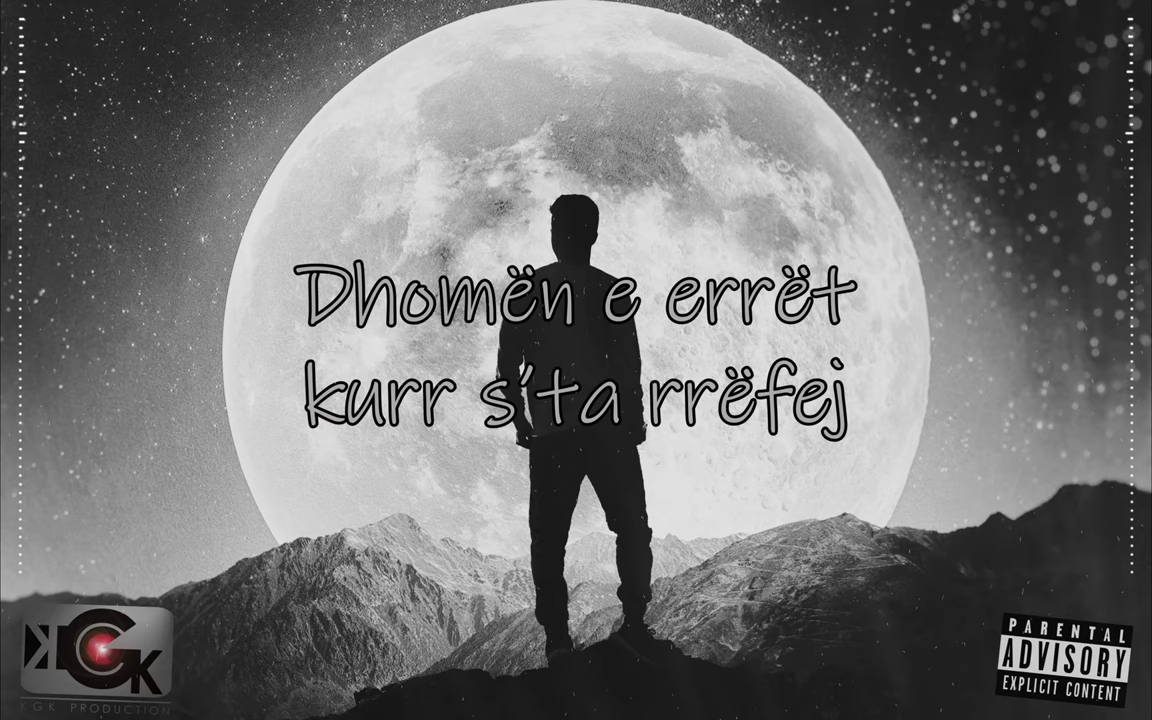 Dhomën e errët
kurr s'ta rrëfej
KGK
KGK PRODUCTION
PARENTAL
ADVISORY
EXPLICIT CONTENT